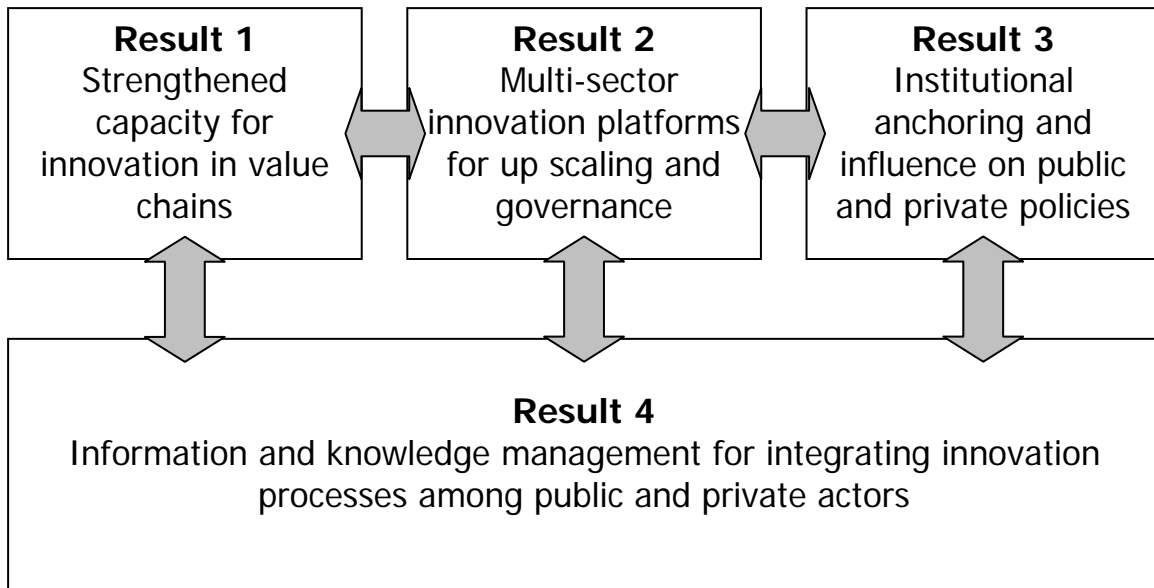 Result 1
Strengthened
capacity for
innovation in value
chains
Result 2
Multi-sector
innovation platforms
for up scaling and
governance
Result 3
Institutional
anchoring and
influence on public
and private policies
Result 4
Information and knowledge management for integrating innovation
processes among public and private actors